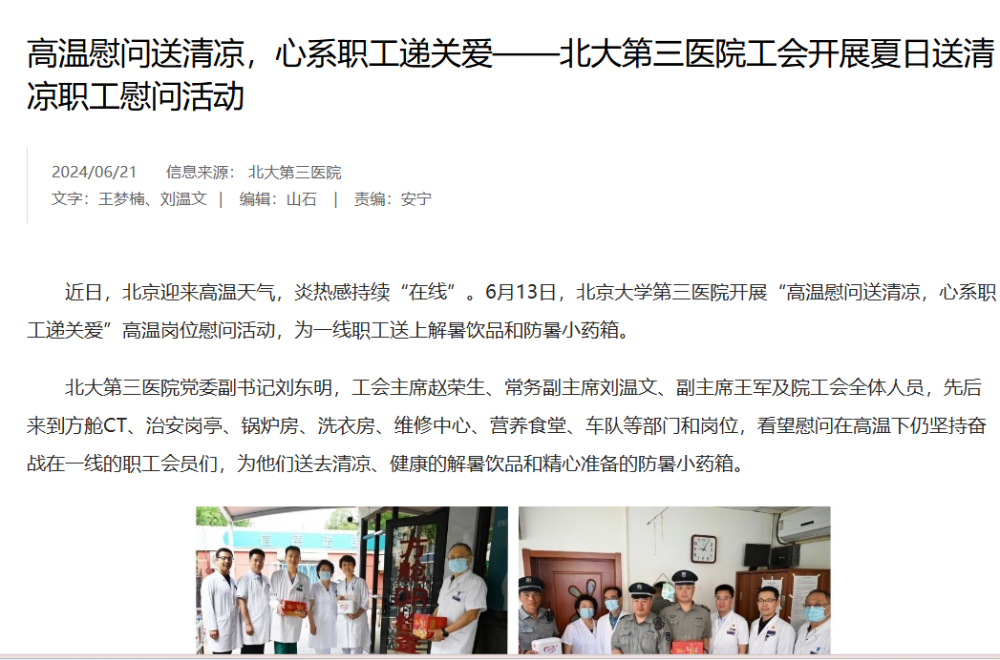 高温慰问送清凉，心系职工递关爱——北大第三医院工会开展夏日送清
凉职工慰问活动
2024/06/21 信息来源： 北大第三医院
文字：王梦楠、刘温文 | 编辑：山石 | 责编：安宁
近日，北京迎来高温天气，炎热感持续“在线”。6月13日，北京大学第三医院开展“高温慰问送清凉，心系职
工递关爱”高温岗位慰问活动，为一线职工送上解暑饮品和防暑小药箱。
北大第三医院党委副书记刘东明，工会主席赵荣生、常务副主席刘温文、副主席王军及院工会全体人员，先后
来到方舱CT、治安岗亭、锅炉房、洗衣房、维修中心、营养食堂、车队等部门和岗位，看望慰问在高温下仍坚持奋
战在一线的职工会员们，为他们送去清凉、健康的解暑饮品和精心准备的防暑小药箱。
方舱